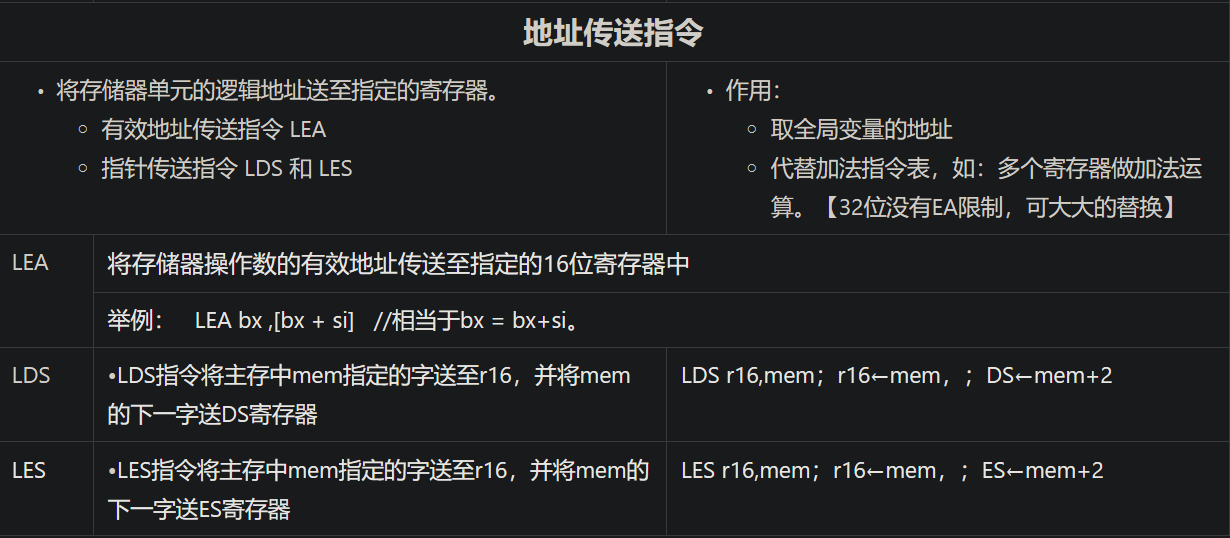 地址传送指令
• 将存储器单元的逻辑地址送至指定的寄存器。
○ 有效地址传送指令 LEA
○ 指针传送指令 LDS 和 LES
• 作用：
○ 取全局变量的地址
○ 代替加法指令表，如：多个寄存器做加法运
算。【32位没有EA限制，可大大的替换】
LEA
将存储器操作数的有效地址传送至指定的16位寄存器中
举例： LEA bx ,[bx + si] //相当于bx = bx+si。
LDS
•LDS指令将主存中mem指定的字送至r16，并将mem
的下一字送DS寄存器
LDS r16,mem；r16←mem，；DS←mem+2
LES
•LES指令将主存中mem指定的字送至r16，并将mem的
下一字送ES寄存器
LES r16,mem；r16←mem，；ES←mem+2